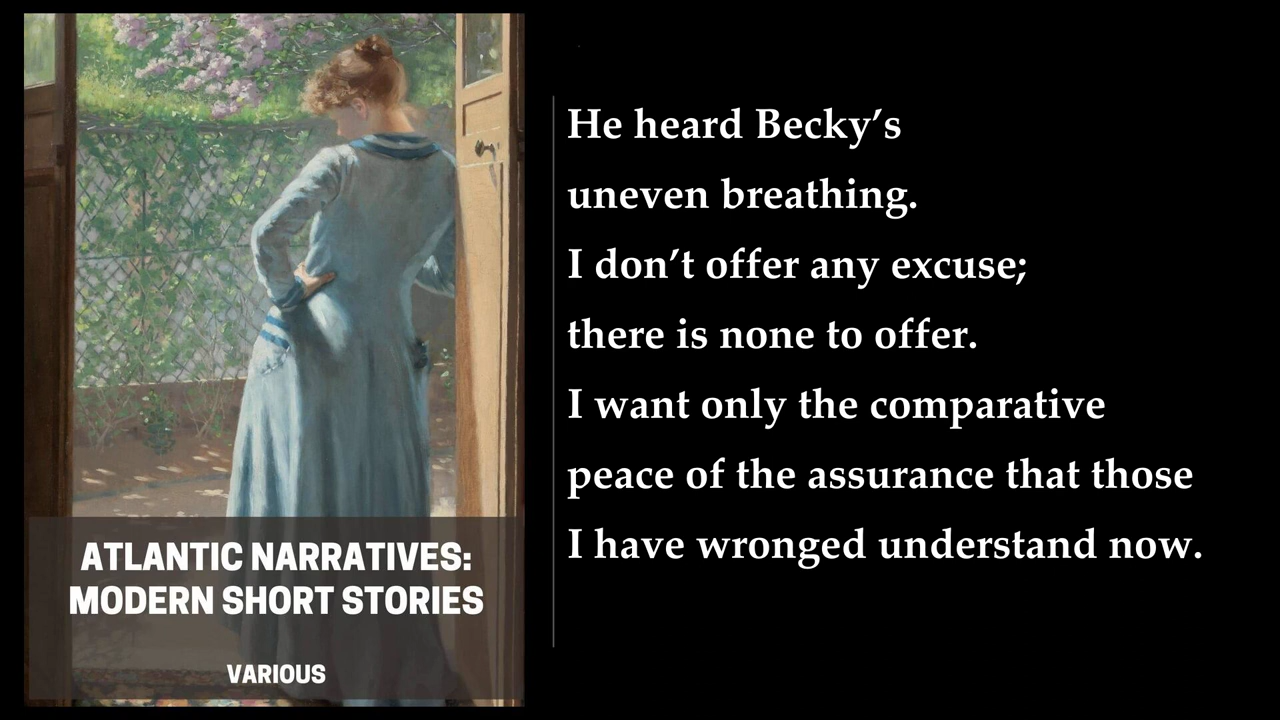 ATLANTIC NARRATIVES:
MODERN SHORT STORIES
VARIOUS
He heard Becky’s
uneven breathing.
I don’t offer any excuse;
there is none to offer.
I want only the comparative
peace of the assurance that those
I have wronged understand now.